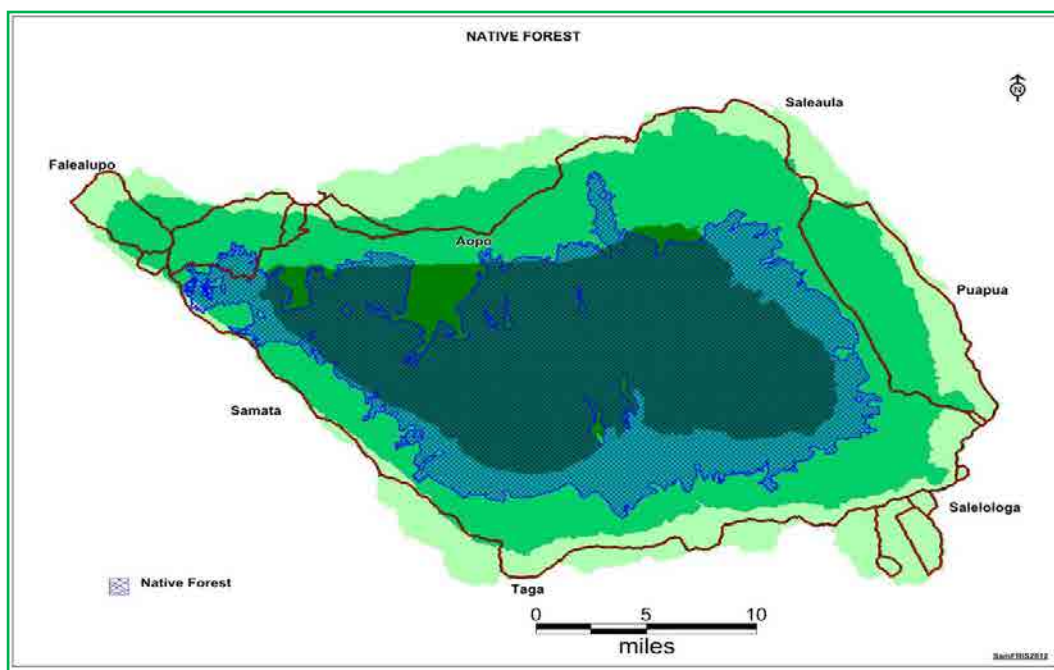 NATIVE FOREST
N
Saleaula
Falealupo
Aopo
Puapua
Samata
Salelologa
Native Forest
Taga
0 5 10
miles
SamFRIS2012